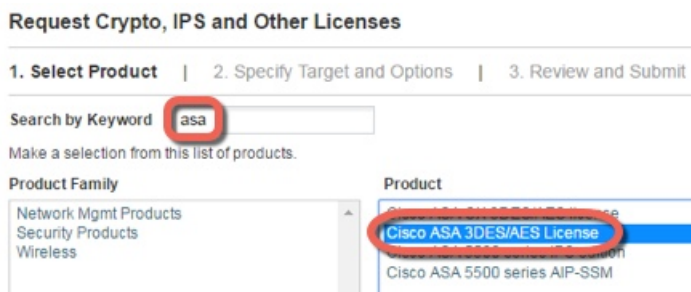 Request Crypto, IPS and Other Licenses
1. Select Product | 2. Specify Target and Options | 3. Review and Submit
Search by Keyword asa
Make a selection from this list of products.
Product Family
Network Mgmt Products
Security Products
Wireless
Product
Cisco ASA 3DES/AES License
Cisco ASA 5500 series AIP-SSM